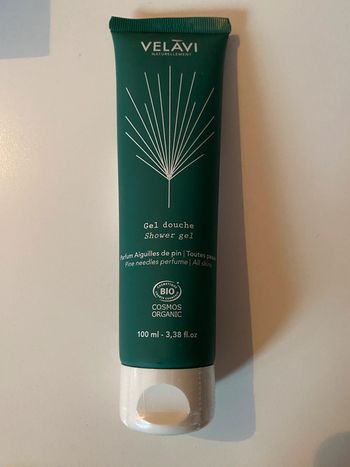 VELĀVI
NATURELLEMENT
Gel douche
Shower gel
Parfum Aiguilles de pin | Toutes peaux
Pine needles perfume | All skins
BIO
COSMOS
ORGANIC
100 ml - 3,38 fl.oz